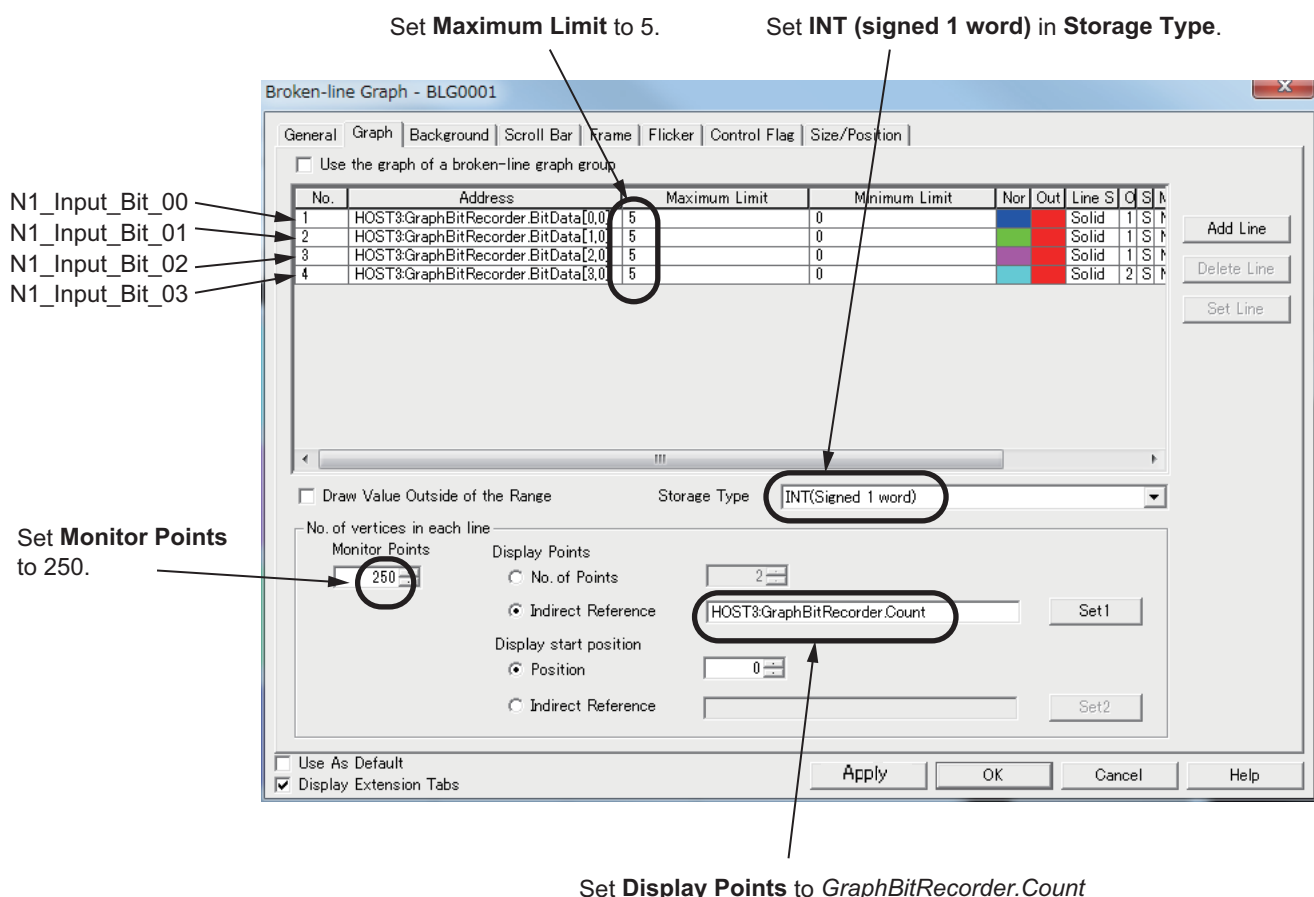 Set Maximum Limit to 5. Set INT (signed 1 word) in Storage Type.
Broken-line Graph - BLG0001
General Graph Background Scroll Bar Frame Flicker Control Flag Size/Position
Use the graph of a broken-line graph group
No. Address Maximum Limit Minimum Limit Nor Out Line S O S N
N1_Input_Bit_00 1 HOST3:GraphBitRecorder.BitData[0,0] 5 0 Solid 1 S N
N1_Input_Bit_01 2 HOST3:GraphBitRecorder.BitData[1,0] 5 0 Solid 1 S N
N1_Input_Bit_02 3 HOST3:GraphBitRecorder.BitData[2,0] 5 0 Solid 1 S N
N1_Input_Bit_03 4 HOST3:GraphBitRecorder.BitData[3,0] 5 0 Solid 2 S N
Add Line
Delete Line
Set Line
Draw Value Outside of the Range Storage Type INT(Signed 1 word)
No. of vertices in each line
Set Monitor Points
to 250.
Monitor Points Display Points
250 No. of Points 2
Indirect Reference HOST3:GraphBitRecorder.Count Set1
Display start position
Position 0
Indirect Reference Set2
Use As Default
Display Extension Tabs
Apply OK Cancel Help
Set Display Points to GraphBitRecorder.Count